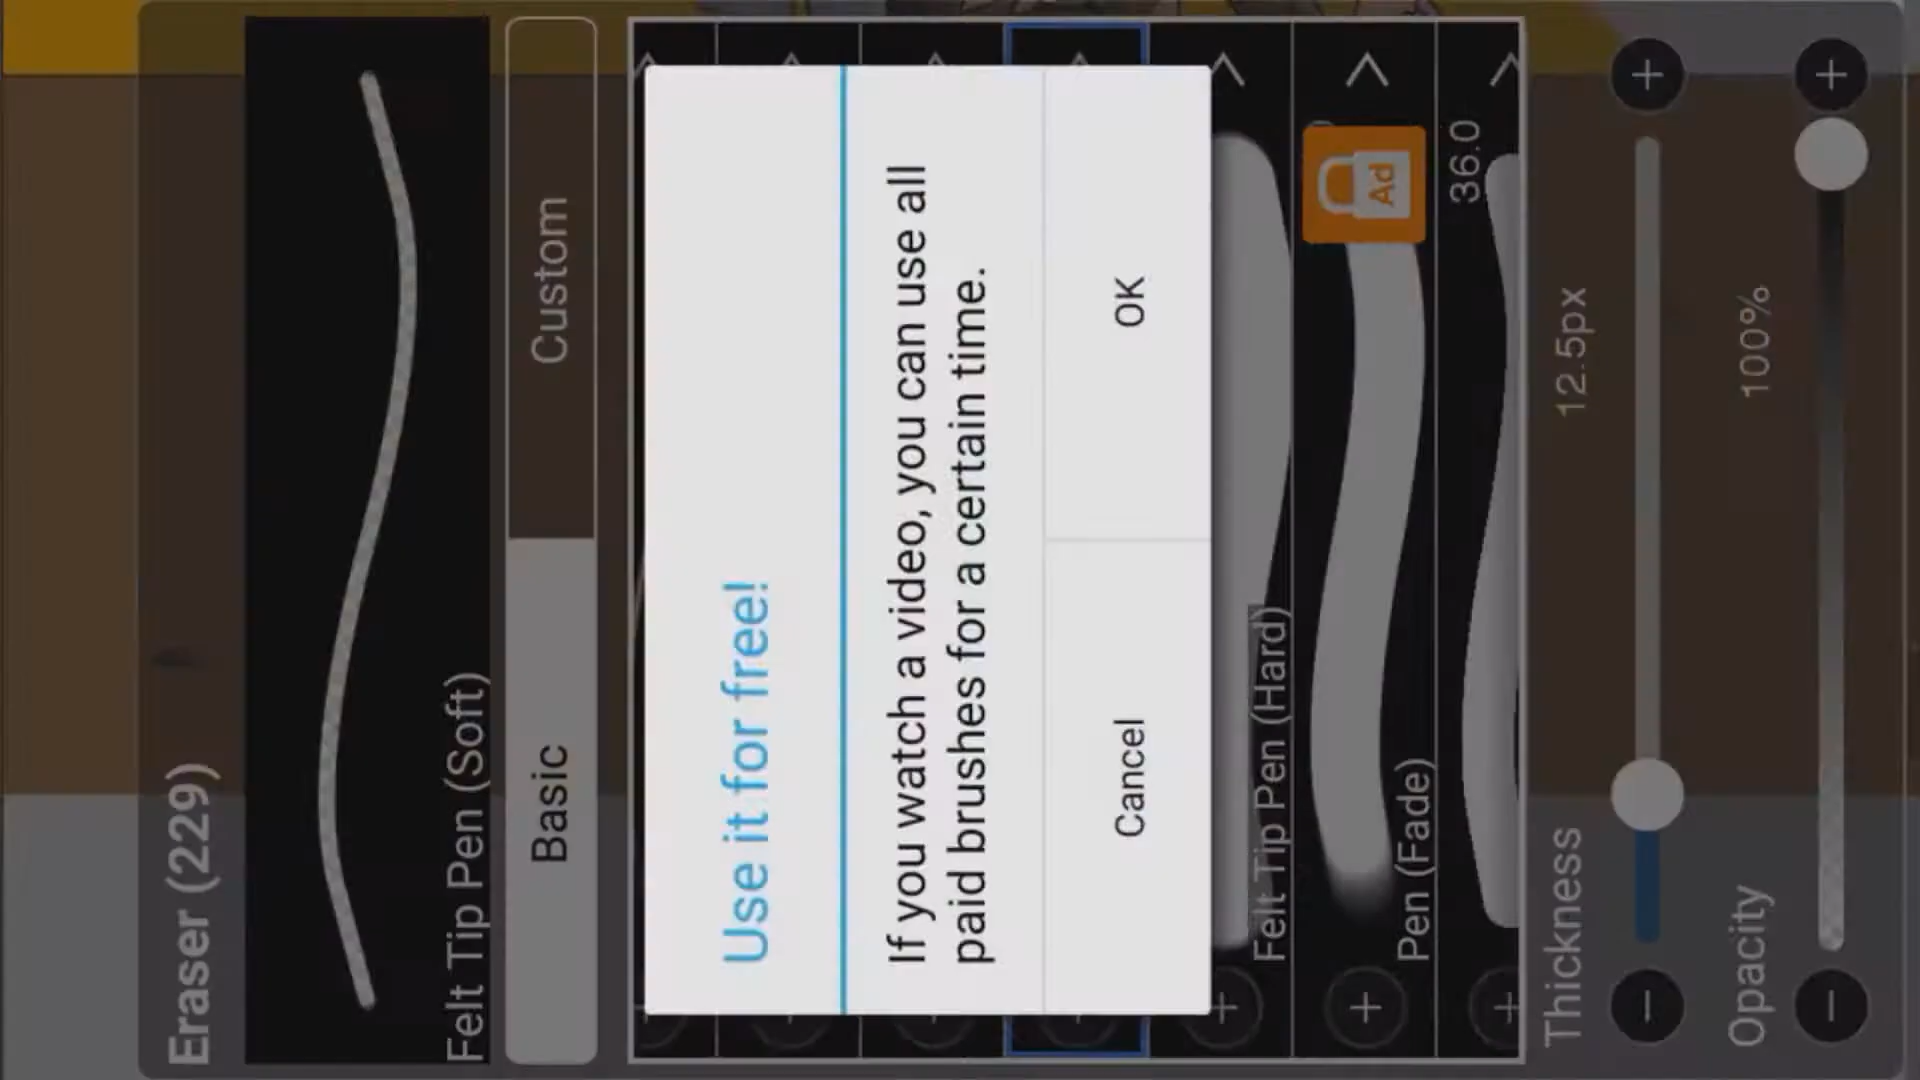 Eraser (229)
Felt Tip Pen (Soft)
Basic
Custom
Use it for free!
If you watch a video, you can use all
paid brushes for a certain time.
Cancel
OK
Felt Tip Pen (Hard)
Ad
Pen (Fade)
36.0
Thickness
12.5px
Opacity
100%